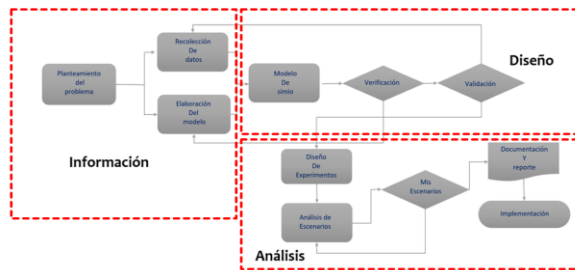 Planteamiento
del
problema
Recolección
De
datos
Elaboración
Del
modelo
Información
Modelo
De
simio
Verificación
Validación
Diseño
Diseño
De
Experimentos
Análisis de
Escenarios
Mis
Escenarios
Documentación
Y
reporte
Implementación
Análisis